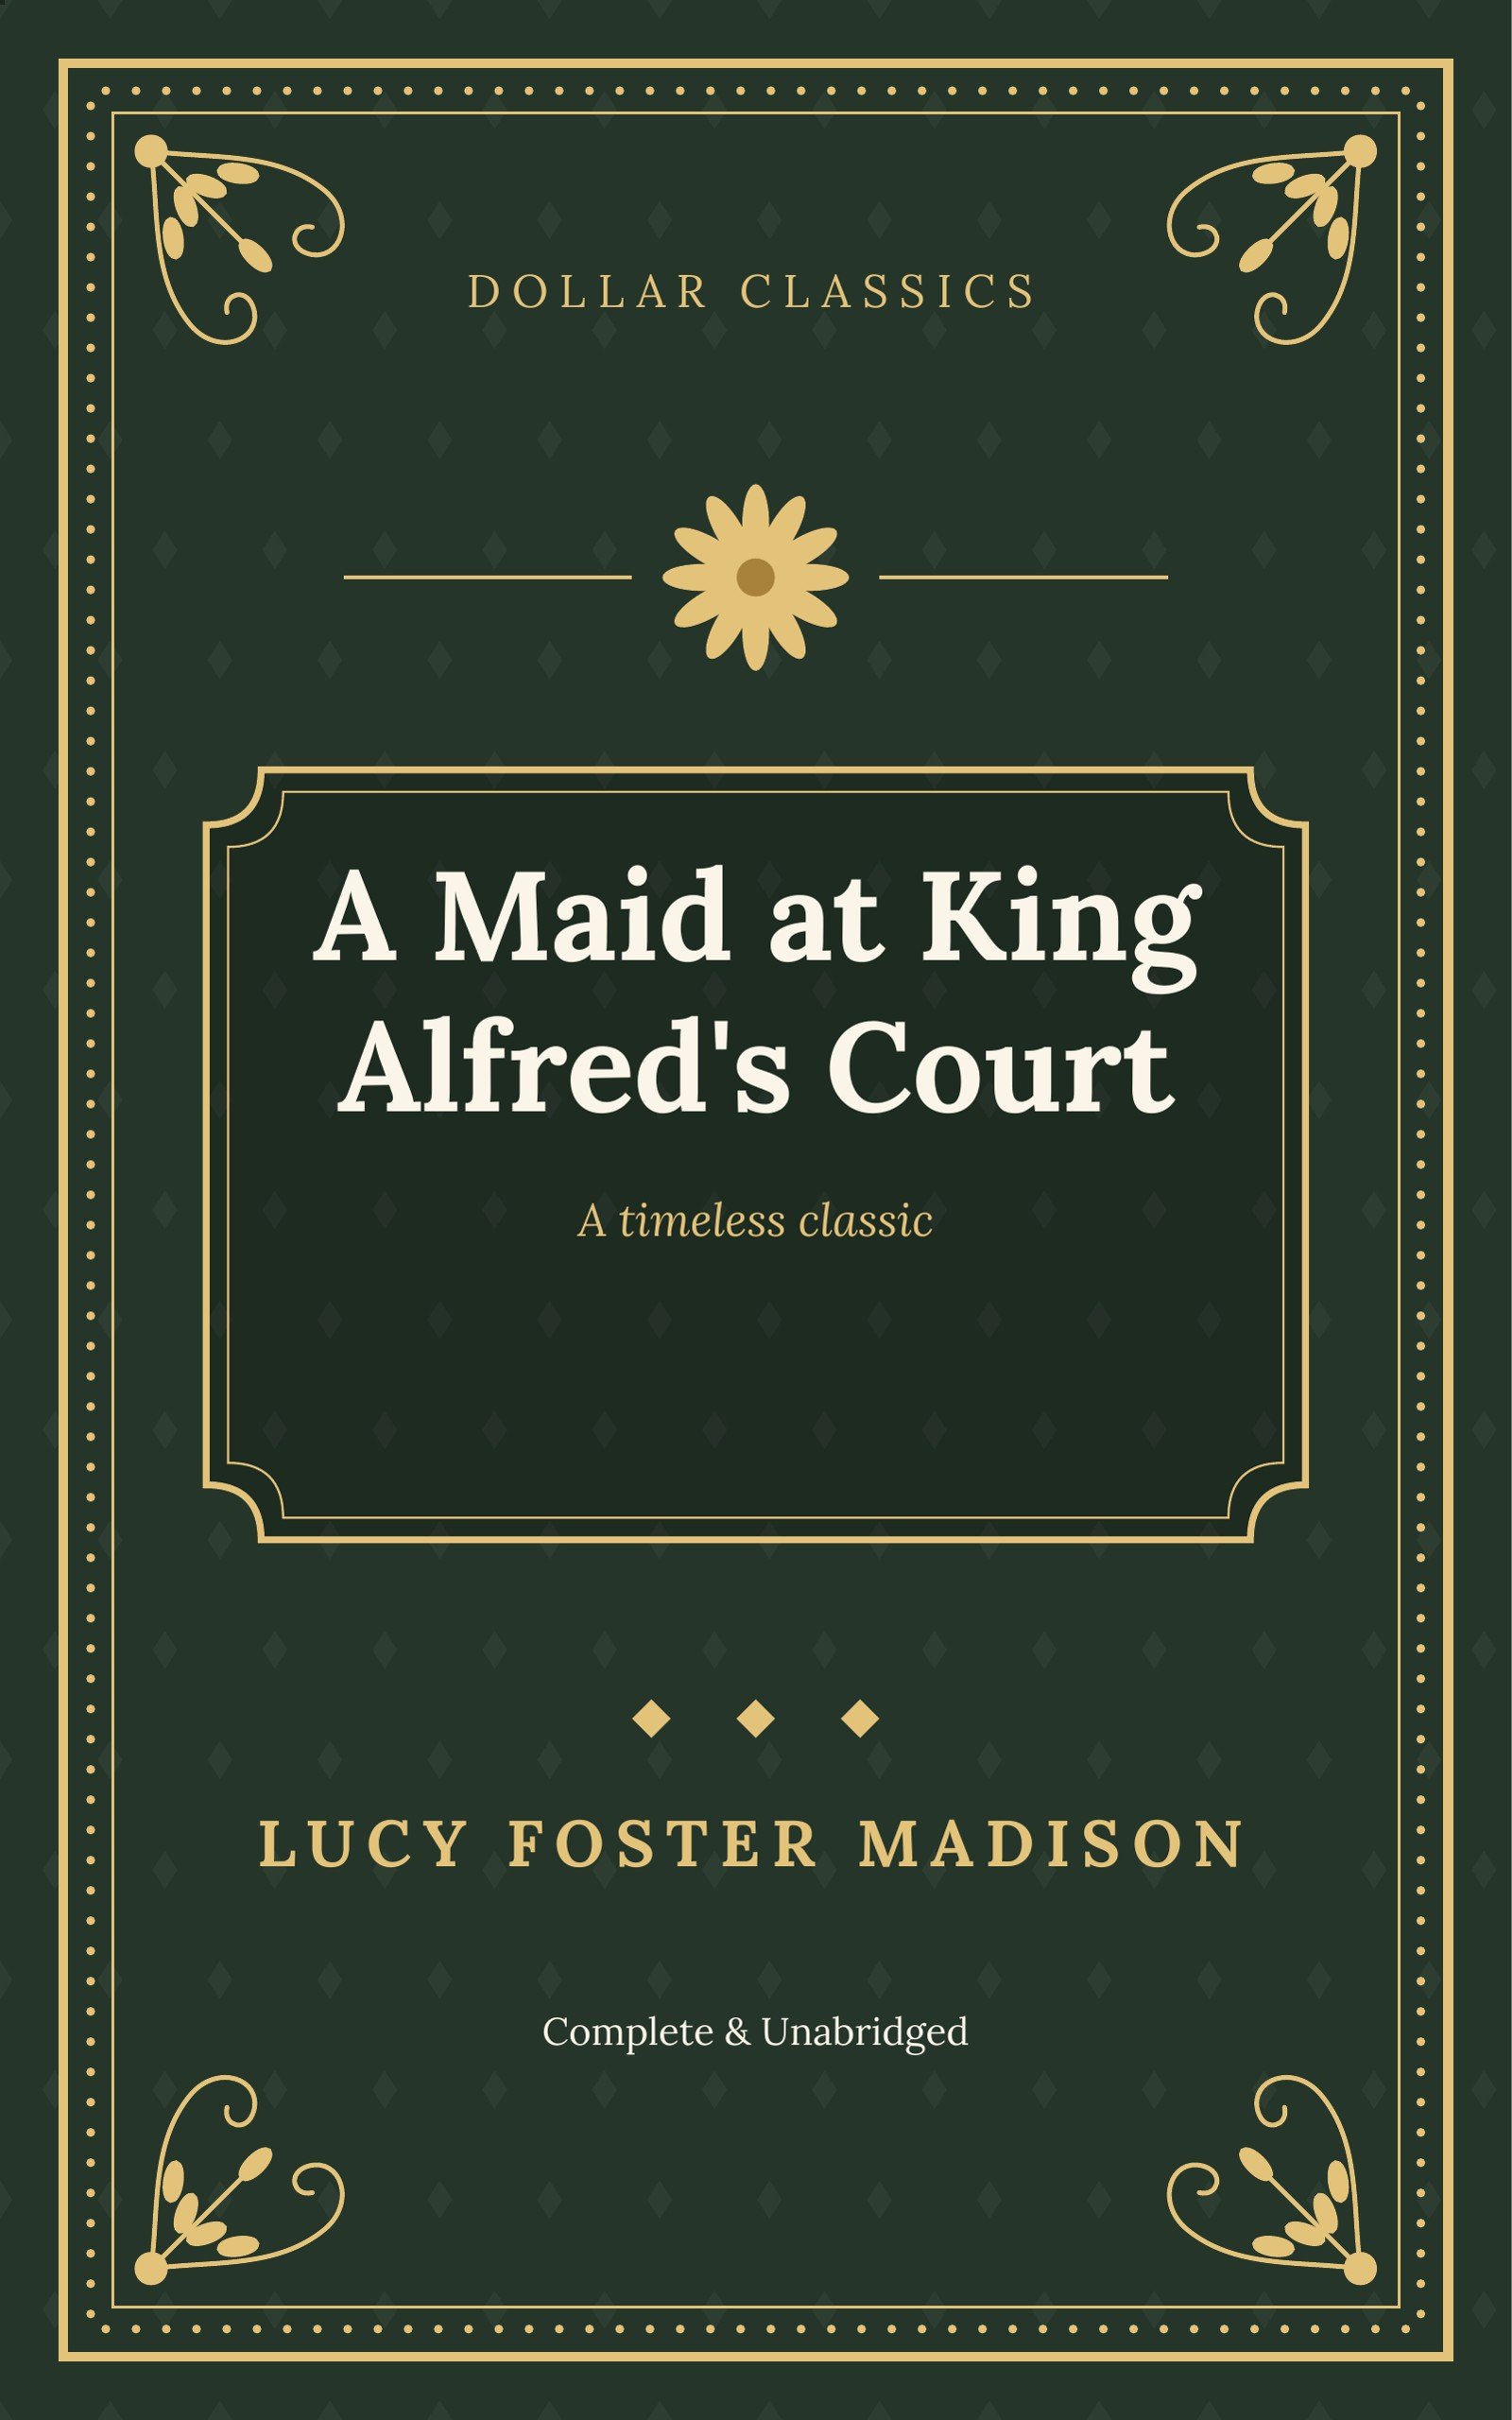 DOLLAR CLASSICS
A Maid at King
Alfred's Court
A timeless classic
LUCY FOSTER MADISON
Complete & Unabridged